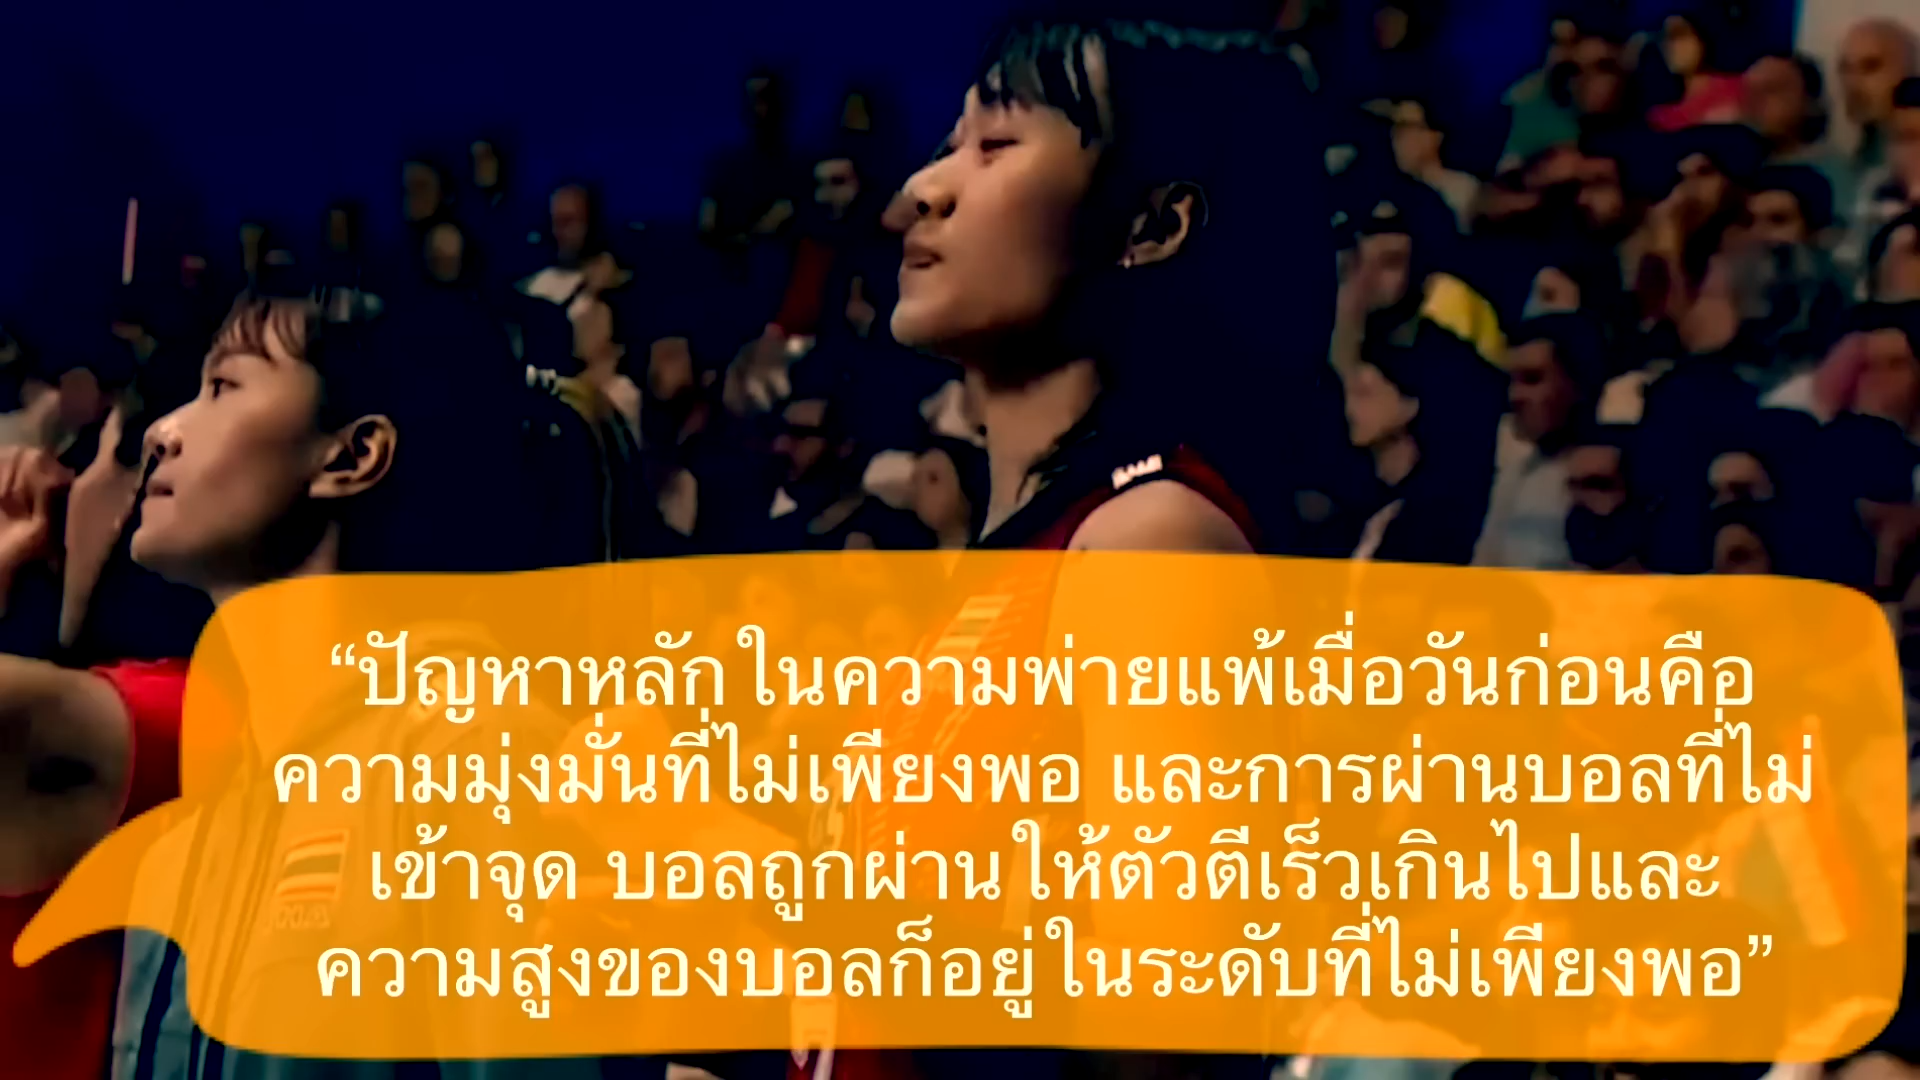 “ปัญหาหลักในความพ่ายแพ้เมื่อวันก่อนคือ
ความมุ่งมั่นที่ไม่เพียงพอ และการผ่านบอลที่ไม่
เข้าจุด บอลถูกผ่านให้ตัวตีเร็วเกินไปและ
ความสูงของบอลก็อยู่ในระดับที่ไม่เพียงพอ”